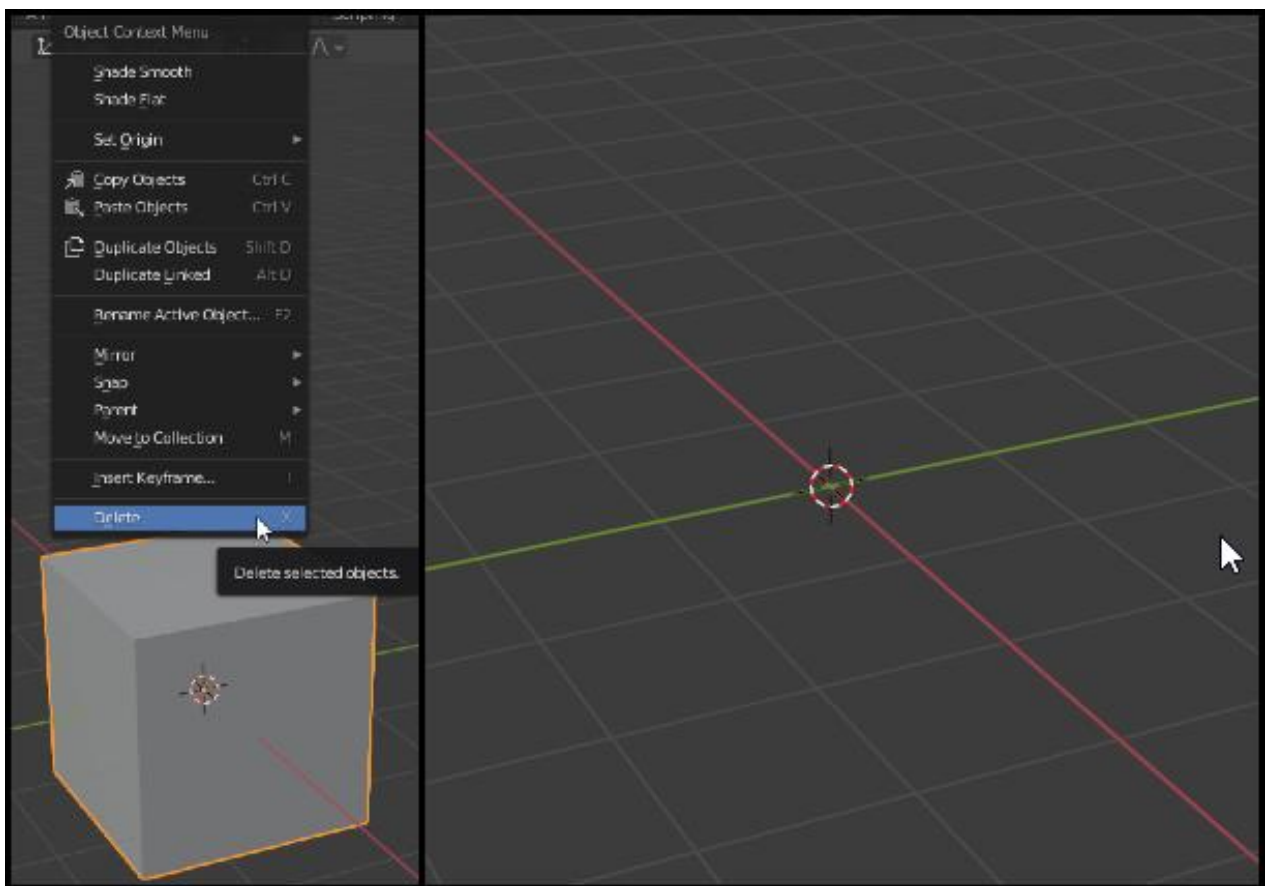 Object Context Menu
Shade Smooth
Shade Flat
Set Origin
Copy Objects Ctrl C
Paste Objects Ctrl V
Duplicate Objects Shift D
Duplicate Linked Alt D
Rename Active Object... F2
Mirror
Snap
Parent
Move to Collection M
Insert Keyframe... I
Delete X
Delete selected objects.